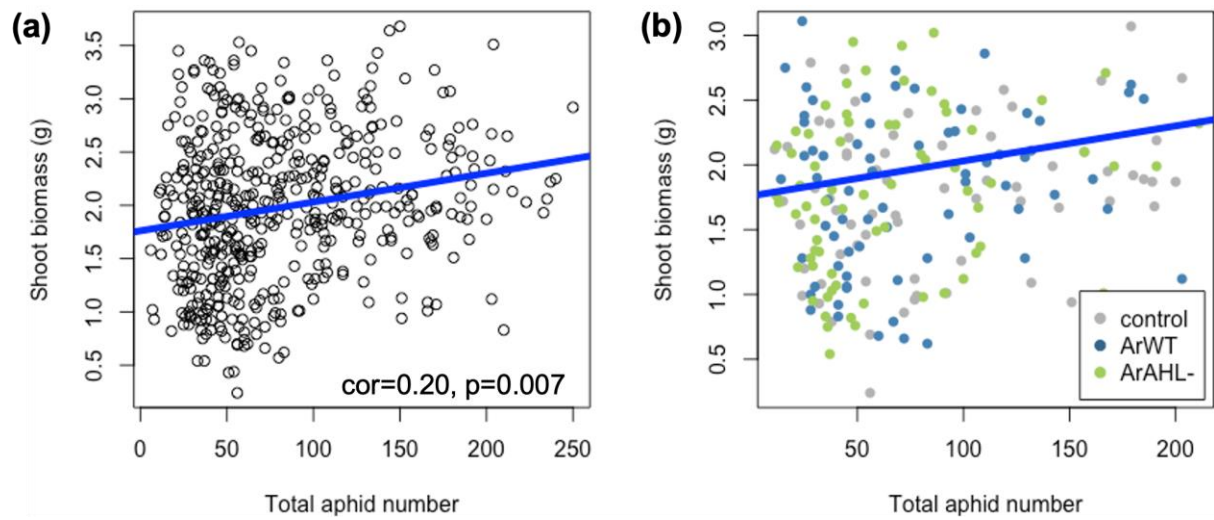 (a)
Shoot biomass (g)
3.5
3.0
2.5
2.0
1.5
1.0
0.5
cor=0.20, p=0.007
0 50 100 150 200 250
Total aphid number
(b)
Shoot biomass (g)
3.0
2.5
2.0
1.5
1.0
0.5
control
ArWT
ArAHL-
50 100 150 200
Total aphid number